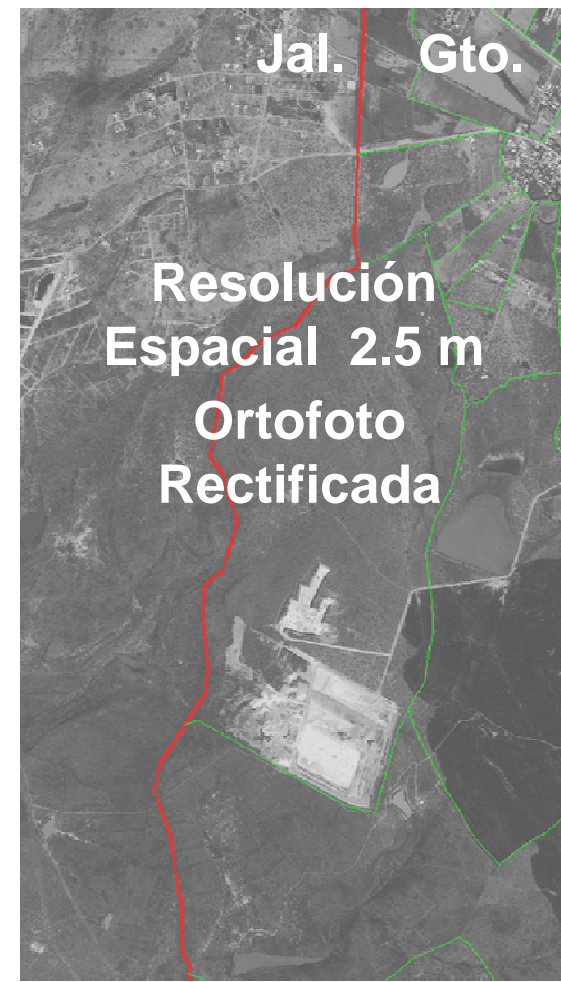 Jal. Gto.
Resolución
Espacial 2.5 m
Ortofoto
Rectificada